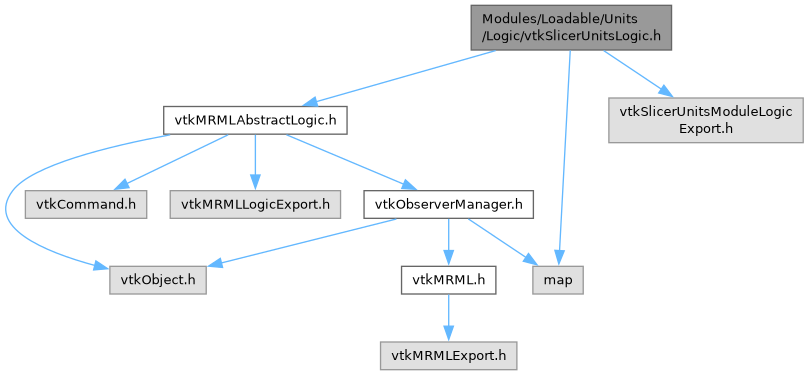 Modules/Loadable/Units
/Logic/vtkSlicerUnitsLogic.h
vtkMRMLAbstractLogic.h
vtkSlicerUnitsModuleLogic
Export.h
vtkCommand.h
vtkMRMLLogicExport.h
vtkObserverManager.h
vtkObject.h
vtkMRML.h
map
vtkMRMLExport.h